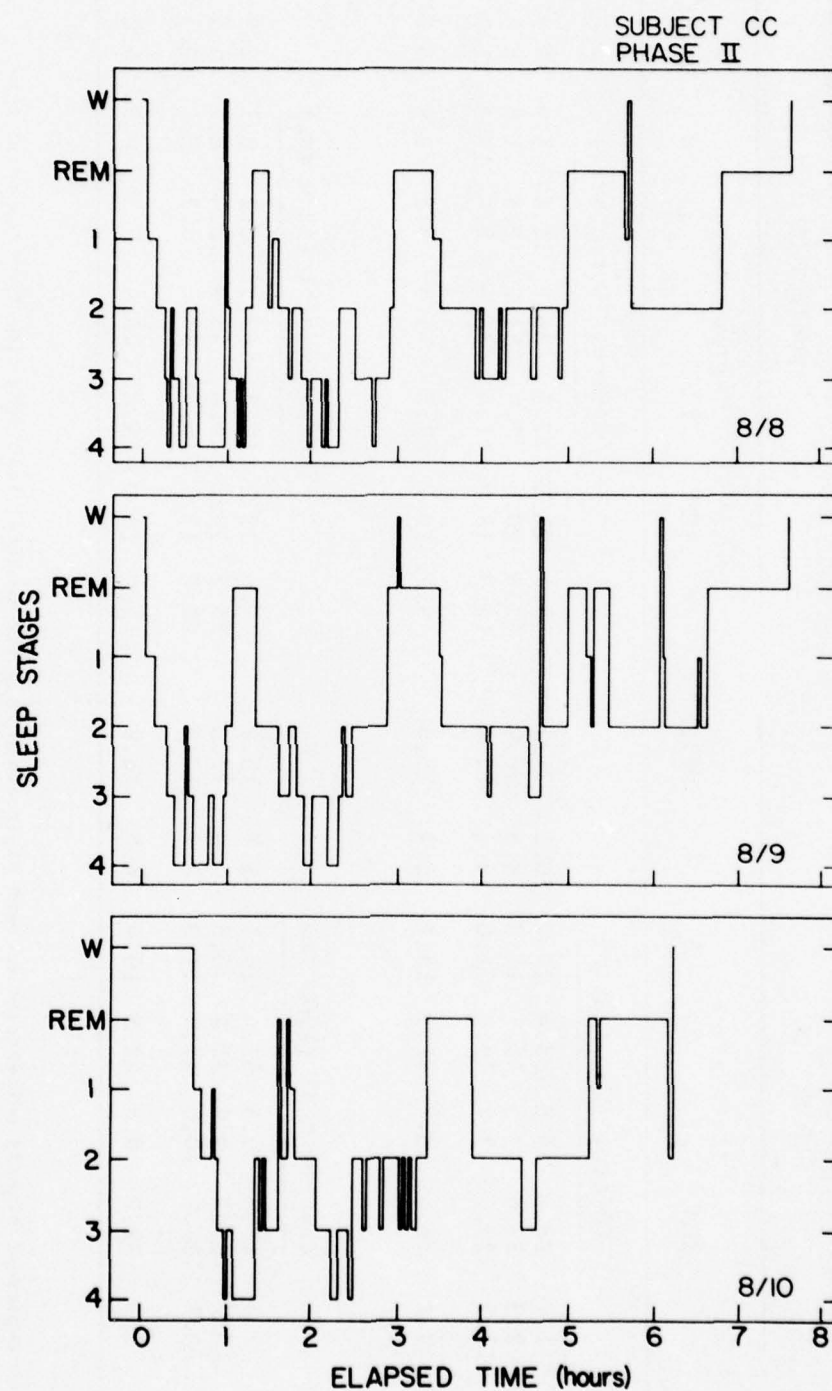 SUBJECT CC
PHASE II
W
REM
1
2
3
4
8/8
W
REM
1
2
3
4
8/9
W
REM
1
2
3
4
8/10
SLEEP STAGES
0 1 2 3 4 5 6 7 8
ELAPSED TIME (hours)